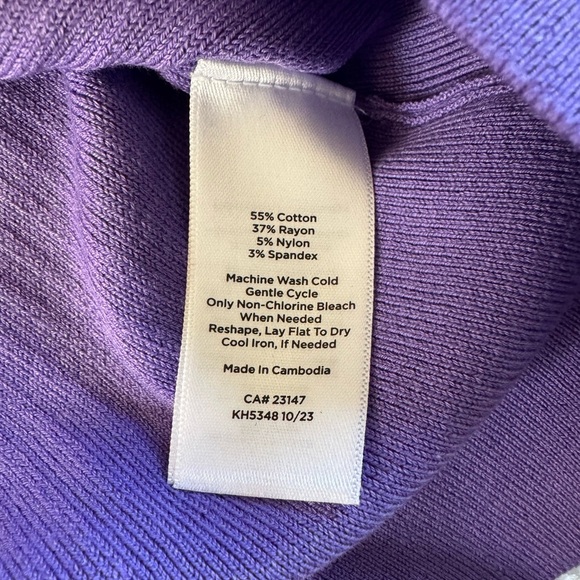 55% Cotton
37% Rayon
5% Nylon
3% Spandex
Machine Wash Cold
Gentle Cycle
Only Non-Chlorine Bleach
When Needed
Reshape, Lay Flat To Dry
Cool Iron, If Needed
Made In Cambodia
CA# 23147
KH5348 10/23